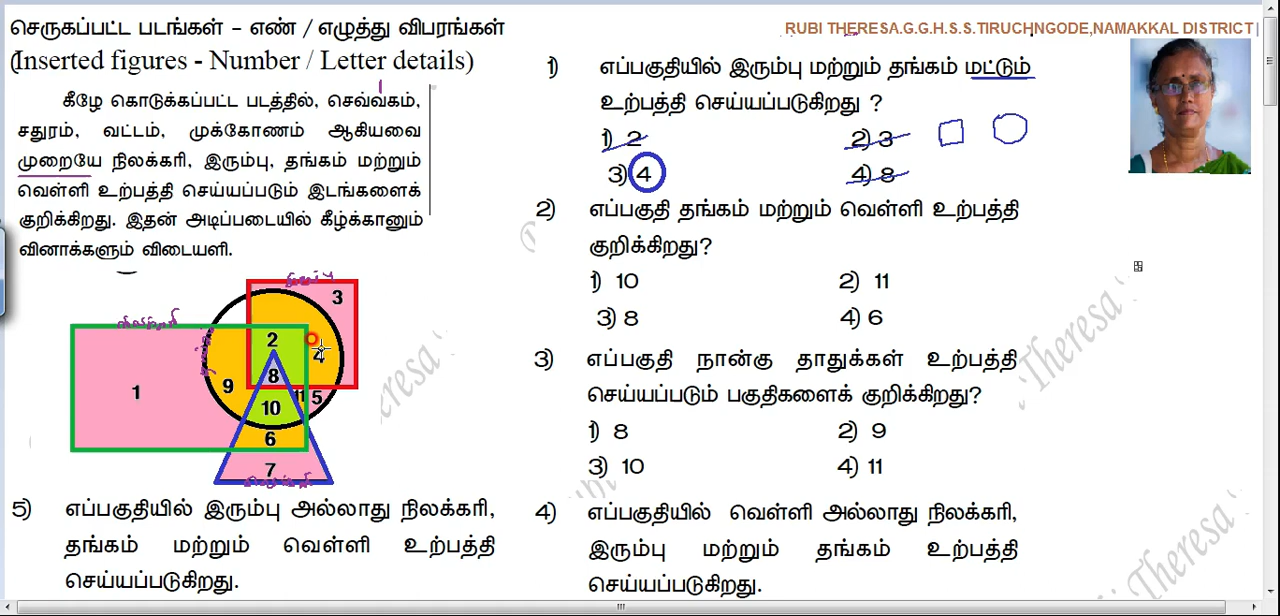 செருகப்பட்ட படங்கள் – எண் / எழுத்து விபரங்கள்
(Inserted figures - Number / Letter details)
கீழே கொடுக்கப்பட்ட படத்தில், செவ்வகம்,
சதுரம், வட்டம், முக்கோணம் ஆகியவை
முறையே நிலக்கரி, இரும்பு, தங்கம் மற்றும்
வெள்ளி உற்பத்தி செய்யப்படும் இடங்களைக்
குறிக்கிறது. இதன் அடிப்படையில் கீழ்க்கானும்
வினாக்களும் விடையளி.
இரும்பு
நிலக்கரி
3
2
4
8
1
9
11 5
10
6
7
5) எப்பகுதியில் இரும்பு அல்லாது நிலக்கரி,
தங்கம் மற்றும் வெள்ளி உற்பத்தி
செய்யப்படுகிறது.
RUBI THERESA.G.G.H.S.S.TIRUCHNGODE,NAMAKKAL DISTRICT
1) எப்பகுதியில் இரும்பு மற்றும் தங்கம் மட்டும்
உற்பத்தி செய்யப்படுகிறது ?
1) 2 2) 3
3) 4 4) 8
2) எப்பகுதி தங்கம் மற்றும் வெள்ளி உற்பத்தி
குறிக்கிறது?
1) 10 2) 11
3) 8 4) 6
3) எப்பகுதி நான்கு தாதுக்கள் உற்பத்தி
செய்யப்படும் பகுதிகளைக் குறிக்கிறது?
1) 8 2) 9
3) 10 4) 11
4) எப்பகுதியில் வெள்ளி அல்லாது நிலக்கரி,
இரும்பு மற்றும் தங்கம் உற்பத்தி
செய்யப்படுகிறது.
Theresa
Theresa